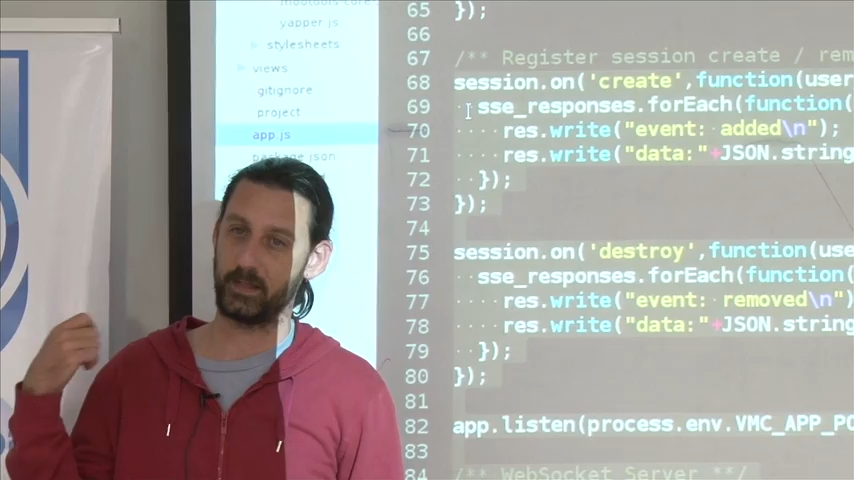 yapper.js
stylesheets
views
gitignore
project
app.js
package.json
65 });
66
67 /** Register session create / rem
68 session.on('create',function(user
69 sse_responses.forEach(function(
70 res.write("event: added\n");
71 res.write("data:"+JSON.string
72 });
73 });
74
75 session.on('destroy',function(use
76 sse_responses.forEach(function(
77 res.write("event: removed\n")
78 res.write("data:"+JSON.string
79 });
80 });
81
82 app.listen(process.env.VMC_APP_PO
83
84 /** WebSocket Server **/